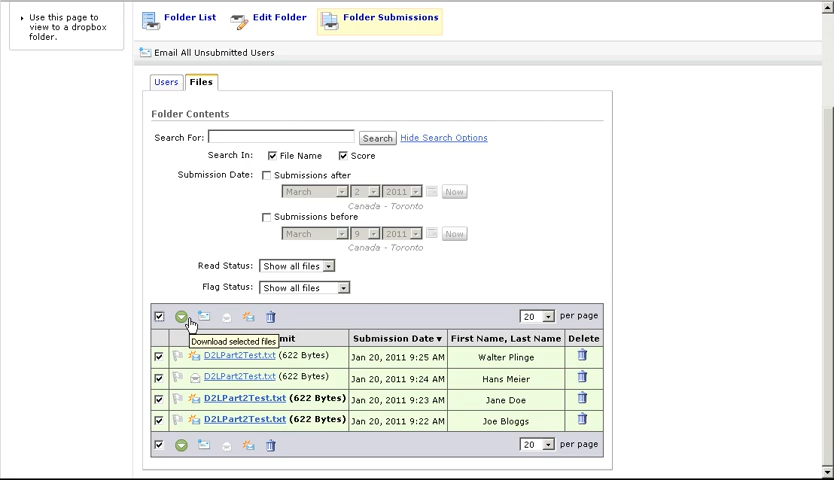 Use this page to
view to a dropbox
folder.
Folder List
Edit Folder
Folder Submissions
Email All Unsubmitted Users
Users
Files
Folder Contents
Search For:
Search
Hide Search Options
Search In:
File Name
Score
Submission Date:
Submissions after
March 2 2011 Now
Canada - Toronto
Submissions before
March 9 2011 Now
Canada - Toronto
Read Status: Show all files
Flag Status: Show all files
20 per page
Download selected files
Submission Date First Name, Last Name Delete
D2LPart2Test.txt (622 Bytes) Jan 20, 2011 9:25 AM Walter Plinge
D2LPart2Test.txt (622 Bytes) Jan 20, 2011 9:24 AM Hans Meier
D2LPart2Test.txt (622 Bytes) Jan 20, 2011 9:23 AM Jane Doe
D2LPart2Test.txt (622 Bytes) Jan 20, 2011 9:22 AM Joe Bloggs
20 per page